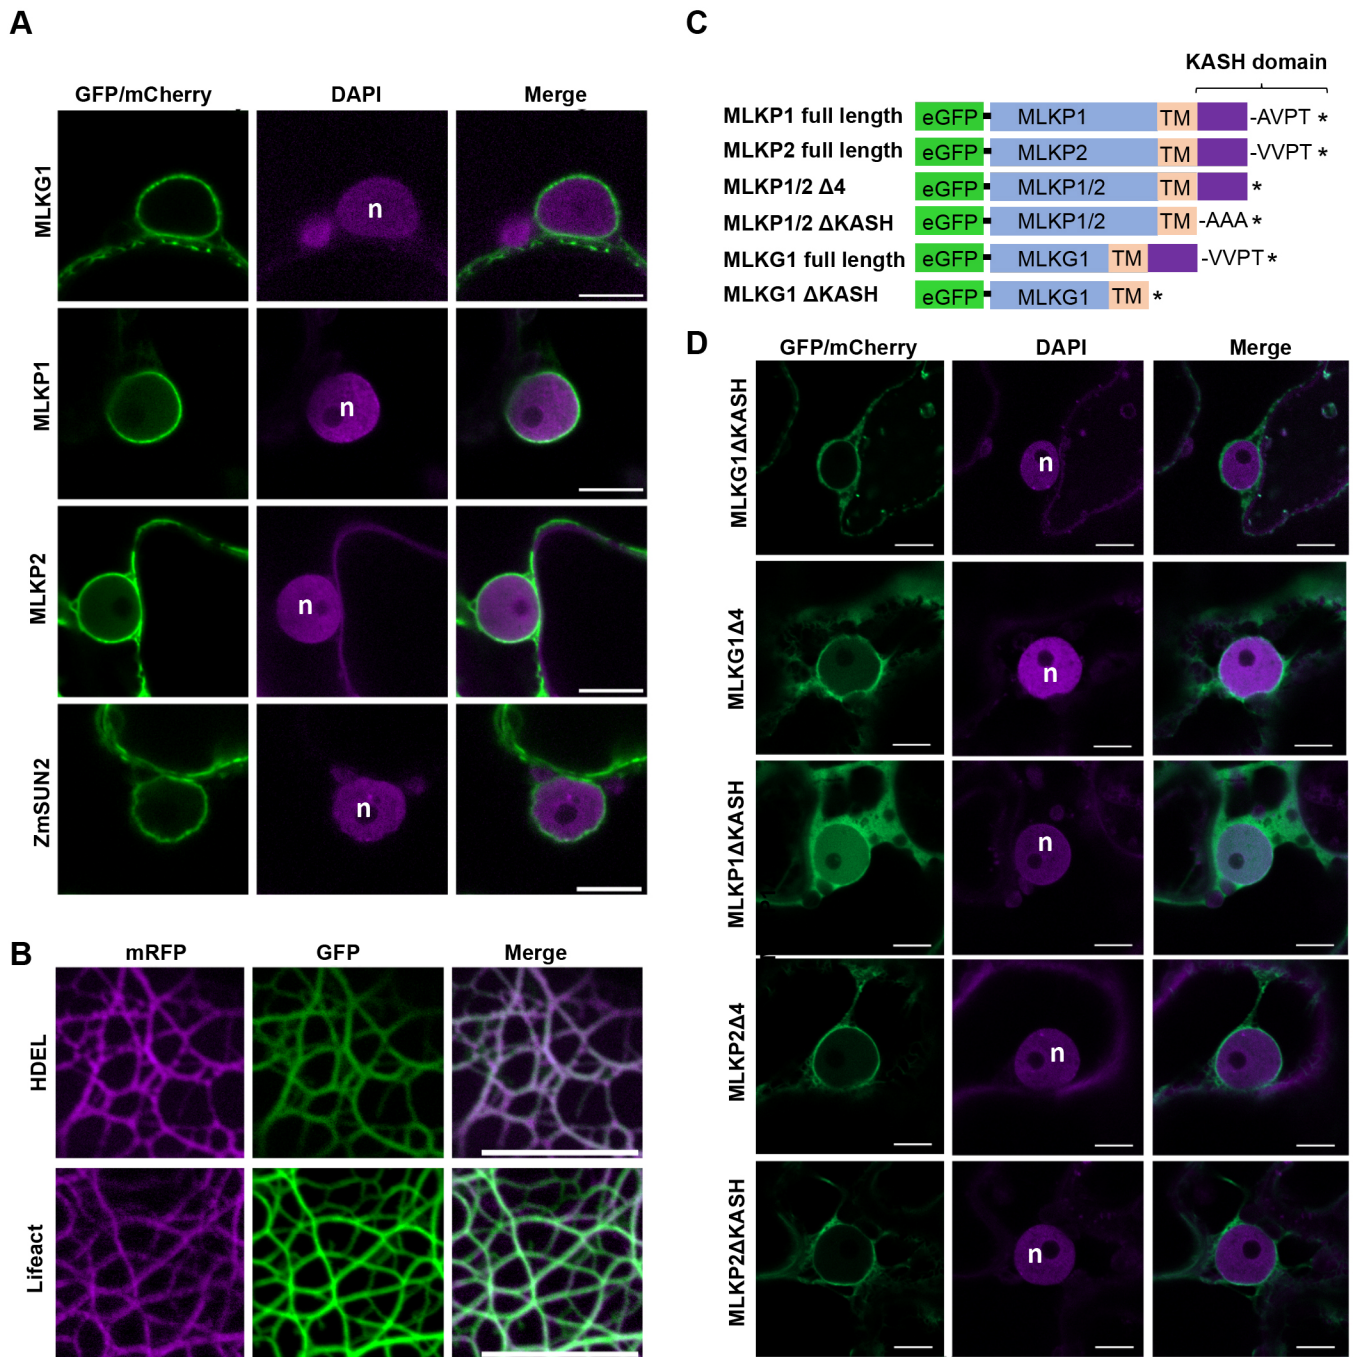 A
GFP/mCherry DAPI Merge
MLKG1
n
MLKP1
n
MLKP2
n
ZmSUN2
n
B
mRFP GFP Merge
HDEL
Lifeact
C
KASH domain
MLKP1 full length eGFP MLKP1 TM -AVPT *
MLKP2 full length eGFP MLKP2 TM -VVPT *
MLKP1/2 Δ4 eGFP MLKP1/2 TM *
MLKP1/2 ΔKASH eGFP MLKP1/2 TM -AAA *
MLKG1 full length eGFP MLKG1 TM -VVPT *
MLKG1 ΔKASH eGFP MLKG1 TM *
D
GFP/mCherry DAPI Merge
MLKG1ΔKASH
n
MLKG1Δ4
n
MLKP1ΔKASH
n
MLKP2Δ4
n
MLKP2ΔKASH
n